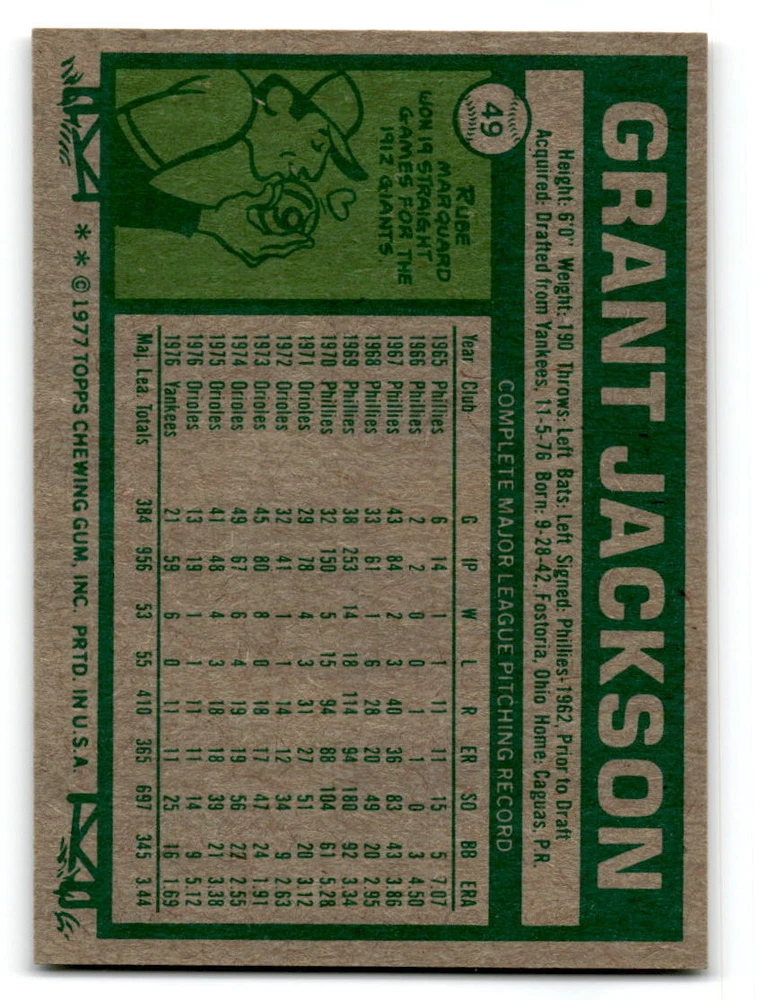 49
GRANT JACKSON
Height: 6'0" Weight: 190 Throws: Left Bats: Left Signed: Phillies-1962, Prior to Draft
Acquired: Drafted from Yankees, 11-5-76 Born: 9-28-42, Fostoria, Ohio Home: Caguas, P.R.
COMPLETE MAJOR LEAGUE PITCHING RECORD
RUBE
MARQUARD
WON 19 STRAIGHT
GAMES FOR THE
1912 GIANTS
Year Club G IP W L R ER SO BB ERA
1965 Phillies 6 14 1 1 11 11 15 5 7.07
1966 Phillies 2 2 0 0 1 1 0 3 4.50
1967 Phillies 43 84 2 3 40 36 83 43 3.86
1968 Phillies 33 61 1 6 28 20 49 20 2.95
1969 Phillies 38 253 14 18 114 94 180 92 3.34
1970 Phillies 32 150 5 15 94 88 104 61 5.28
1971 Orioles 29 78 4 3 31 27 51 20 3.12
1972 Orioles 32 41 1 1 14 12 34 9 2.63
1973 Orioles 45 80 8 0 18 17 47 24 1.91
1974 Orioles 49 67 6 4 19 19 56 22 2.55
1975 Orioles 41 48 4 3 18 18 39 21 3.38
1976 Orioles 13 19 1 1 11 11 14 9 5.12
1976 Yankees 21 59 6 0 11 11 25 16 1.69
Maj. Lea. Totals 384 956 53 55 410 365 697 345 3.44
* * © 1977 TOPPS CHEWING GUM, INC. PRTD. IN U.S.A.